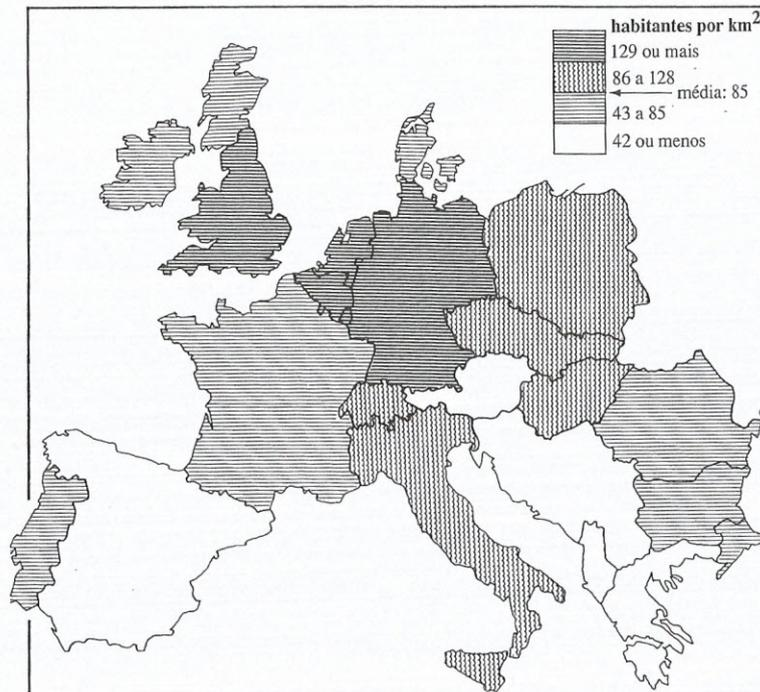 habitantes por km²
129 ou mais
86 a 128
média: 85
43 a 85
42 ou menos